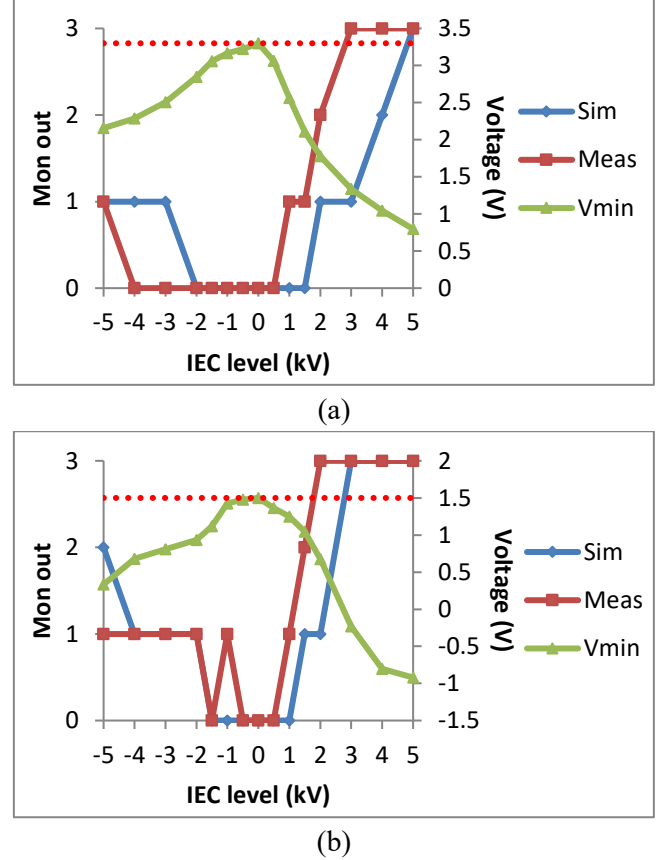 3 3.5
3
2.5
2 Sim
2
Mon out Voltage (V) Meas
1.5
1 Vmin
1
0.5
0 0
-5 -4 -3 -2 -1 0 1 2 3 4 5
IEC level (kV)
(a)
3 2
1.5
1
2 Sim
0.5
Mon out Voltage (V) Meas
0
1 -0.5 Vmin
-1
0 -1.5
-5 -4 -3 -2 -1 0 1 2 3 4 5
IEC level (kV)
(b)